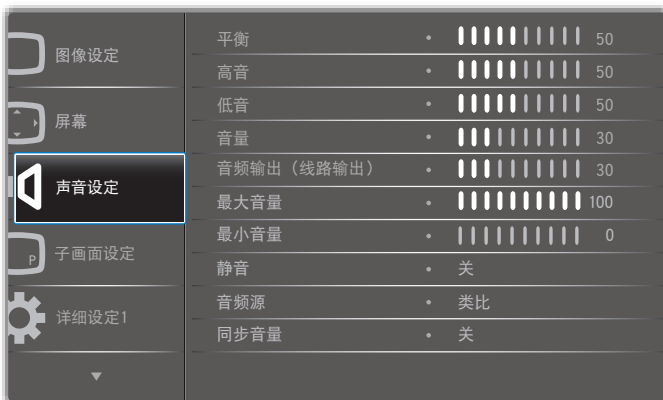 图像设定
屏幕
声音设定
P
子画面设定
详细设定1
平衡 • 50
高音 • 50
低音 • 50
音量 • 30
音频输出（线路输出） • 30
最大音量 • 100
最小音量 • 0
静音 • 关
音频源 • 类比
同步音量 • 关